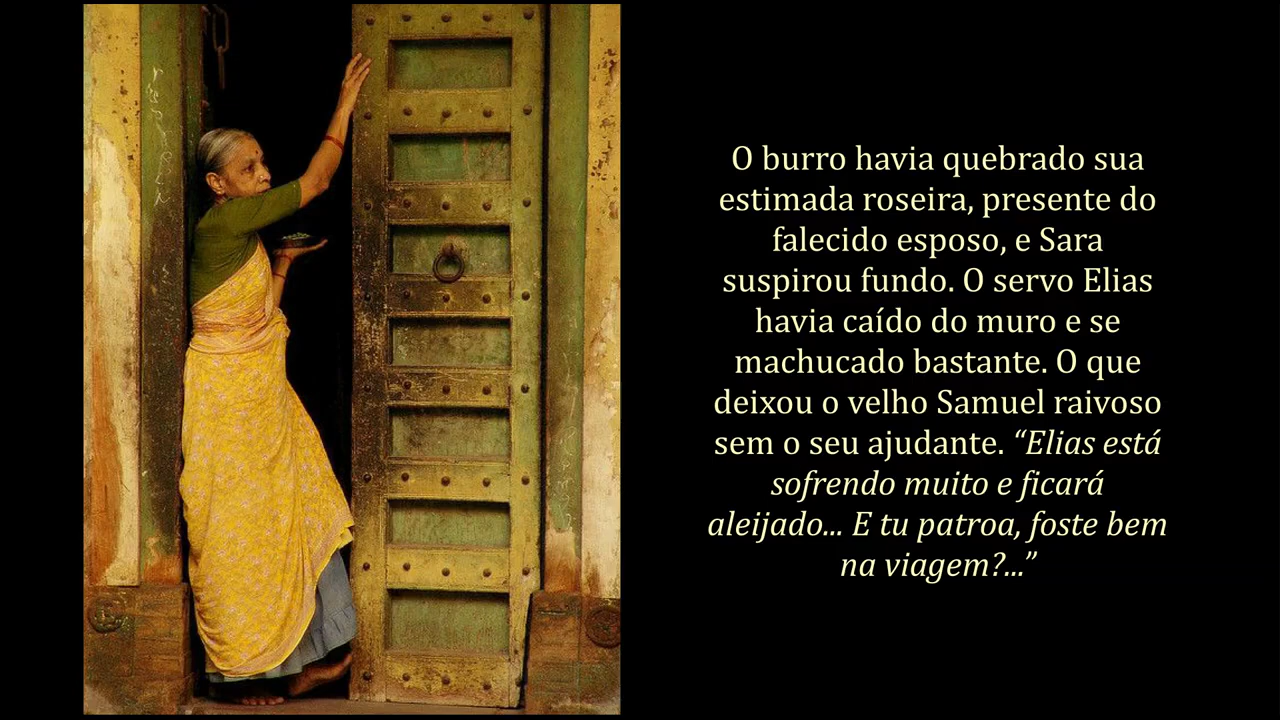 O burro havia quebrado sua
estimada roseira, presente do
falecido esposo, e Sara
suspirou fundo. O servo Elias
havia caído do muro e se
machucado bastante. O que
deixou o velho Samuel raivoso
sem o seu ajudante. “Elias está
sofrendo muito e ficará
aleijado... E tu patroa, foste bem
na viagem?...”